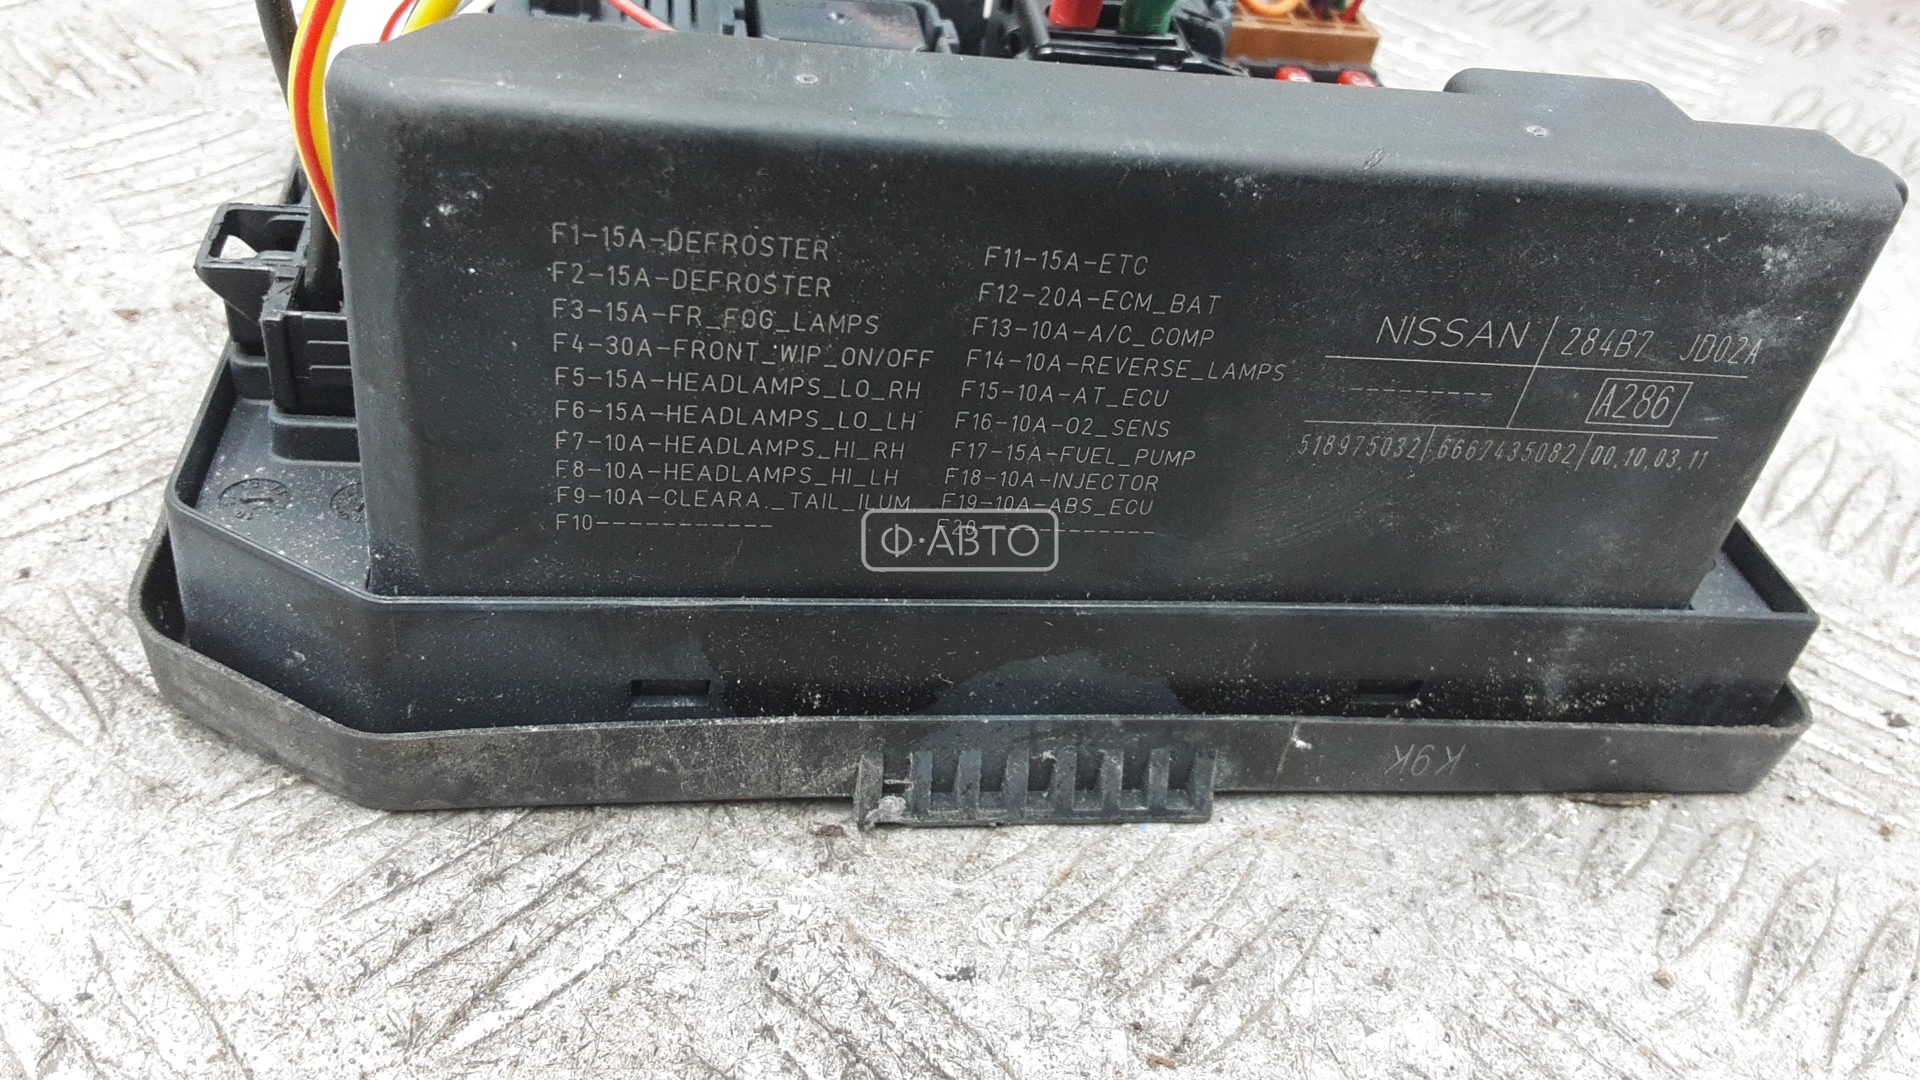 F1-15A-DEFROSTER
F2-15A-DEFROSTER
F3-15A-FR_FOG_LAMPS
F4-30A-FRONT_WIP_ON/OFF
F5-15A-HEADLAMPS_LO_RH
F6-15A-HEADLAMPS_LO_LH
F7-10A-HEADLAMPS_HI_RH
F8-10A-HEADLAMPS_HI_LH
F9-10A-CLEARA._TAIL_ILUM
F10-----------
F11-15A-ETC
F12-20A-ECM_BAT
F13-10A-A/C_COMP
F14-10A-REVERSE_LAMPS
F15-10A-AT_ECU
F16-10A-O2_SENS
F17-15A-FUEL_PUMP
F18-10A-INJECTOR
F19-10A-ABS_ECU
F20-----------
NISSAN / 284B7 JD02A
---------- / A286
518975032/6667435082/00.10.03.11
Ф·АВТО
K9K